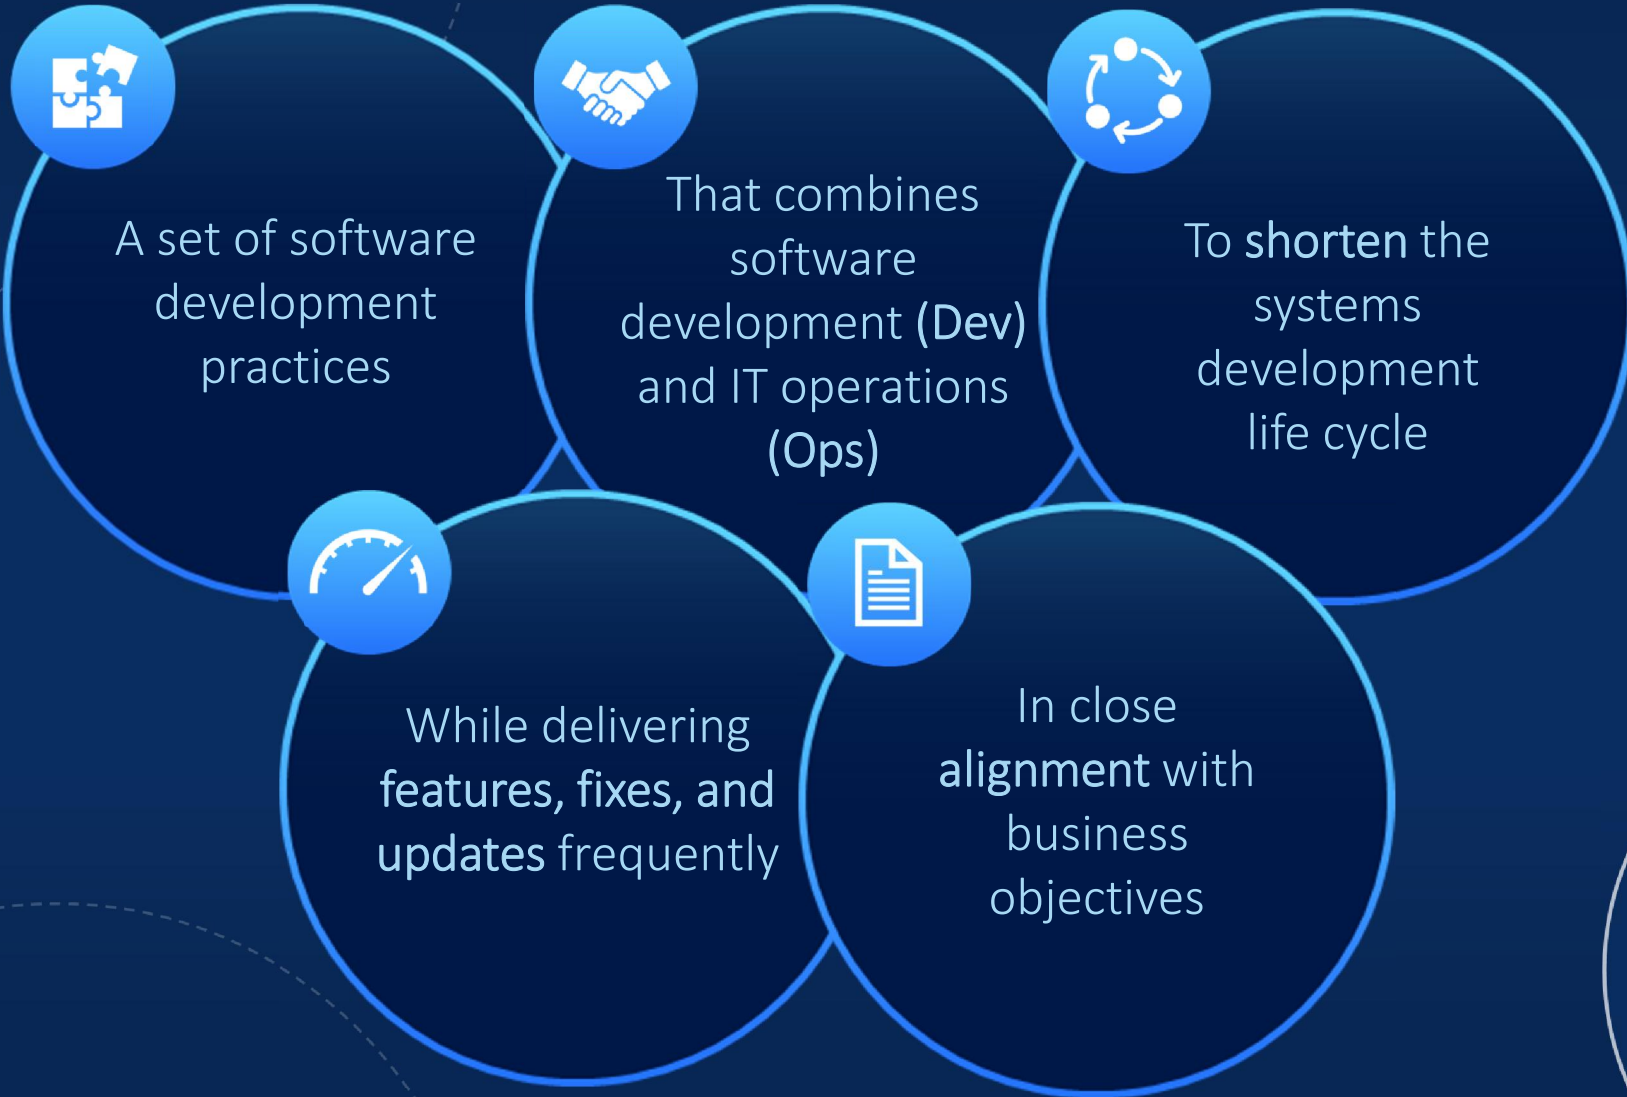 A set of software
development
practices
That combines
software
development (Dev)
and IT operations
(Ops)
To shorten the
systems
development
life cycle
While delivering
features, fixes, and
updates frequently
In close
alignment with
business
objectives